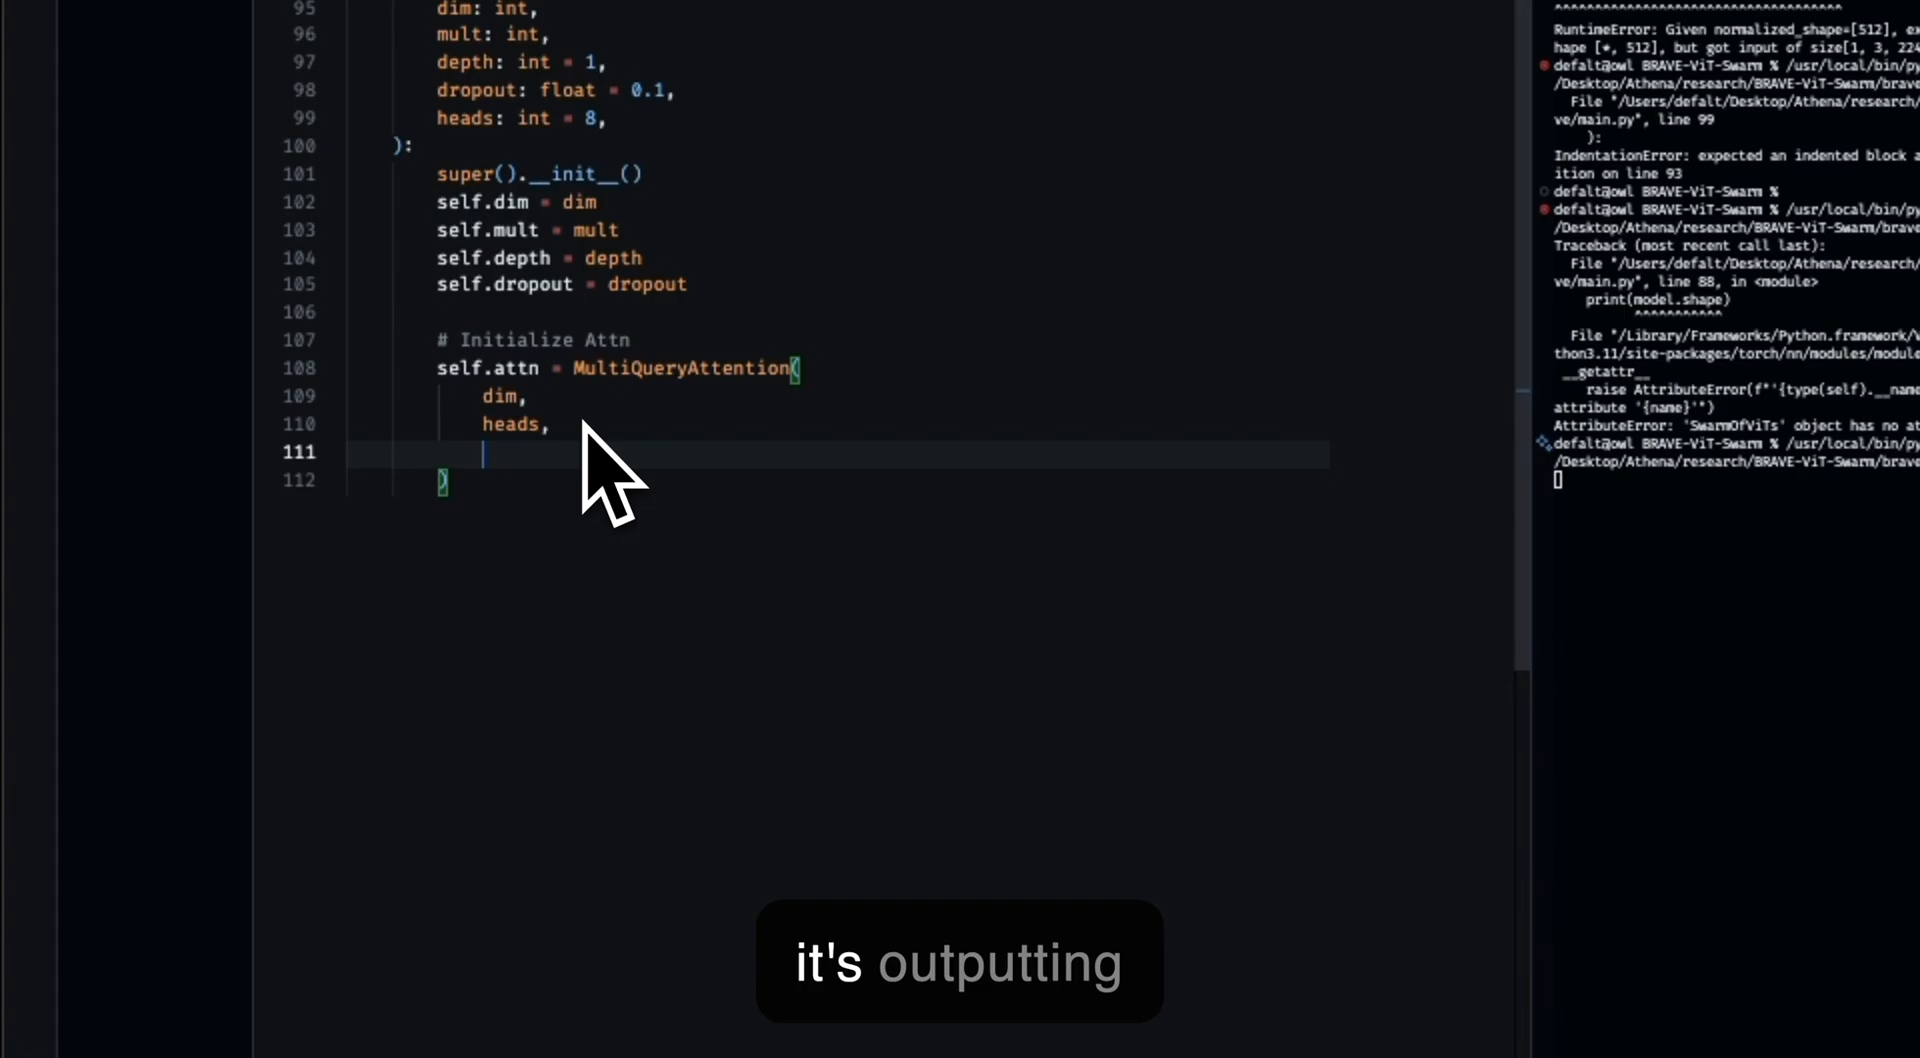 95 dim: int,
96 mult: int,
97 depth: int = 1,
98 dropout: float = 0.1,
99 heads: int = 8,
100 ):
101 super().__init__()
102 self.dim = dim
103 self.mult = mult
104 self.depth = depth
105 self.dropout = dropout
106
107 # Initialize Attn
108 self.attn = MultiQueryAttention(
109 dim,
110 heads,
111
112 )
^^^^^^^^^^^^^^^^^^^^^^^^^^^^^^^^^^^
RuntimeError: Given normalized_shape=[512], ex
hape [*, 512], but got input of size[1, 3, 224
defalt@owl BRAVE-ViT-Swarm % /usr/local/bin/py
/Desktop/Athena/research/BRAVE-ViT-Swarm/brave
File "/Users/defalt/Desktop/Athena/research/
ve/main.py", line 99
):
IndentationError: expected an indented block a
ition on line 93
defalt@owl BRAVE-ViT-Swarm %
defalt@owl BRAVE-ViT-Swarm % /usr/local/bin/py
/Desktop/Athena/research/BRAVE-ViT-Swarm/brave
Traceback (most recent call last):
File "/Users/defalt/Desktop/Athena/research/
ve/main.py", line 88, in <module>
print(model.shape)
^^^^^^^^^^^
File "/Library/Frameworks/Python.framework/V
thon3.11/site-packages/torch/nn/modules/module
__getattr__
raise AttributeError(f"'{type(self).__name
attribute '{name}'")
AttributeError: 'SwarmOfViTs' object has no at
defalt@owl BRAVE-ViT-Swarm % /usr/local/bin/py
/Desktop/Athena/research/BRAVE-ViT-Swarm/brave
it's outputting